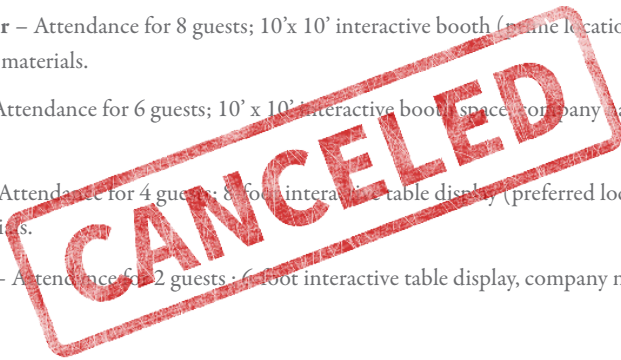 r – Attendance for 8 guests; 10’x 10’ interactive booth (prime locatio
materials.
Attendance for 6 guests; 10’ x 10’ interactive booth space, company
Attendance for 4 guests; 8-foot interactive table display (preferred loc
– Attendance for 2 guests ; 6-foot interactive table display, company
CANCELED